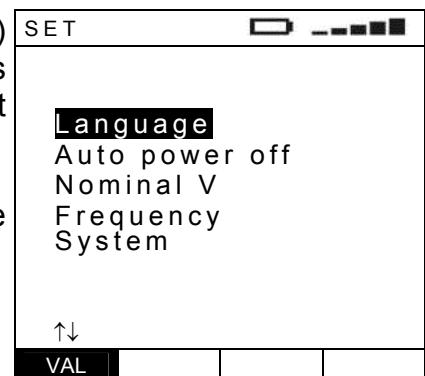 )
SET
s
t
Language
Auto power off
Nominal V
e
Frequency
System
↑↓
VAL